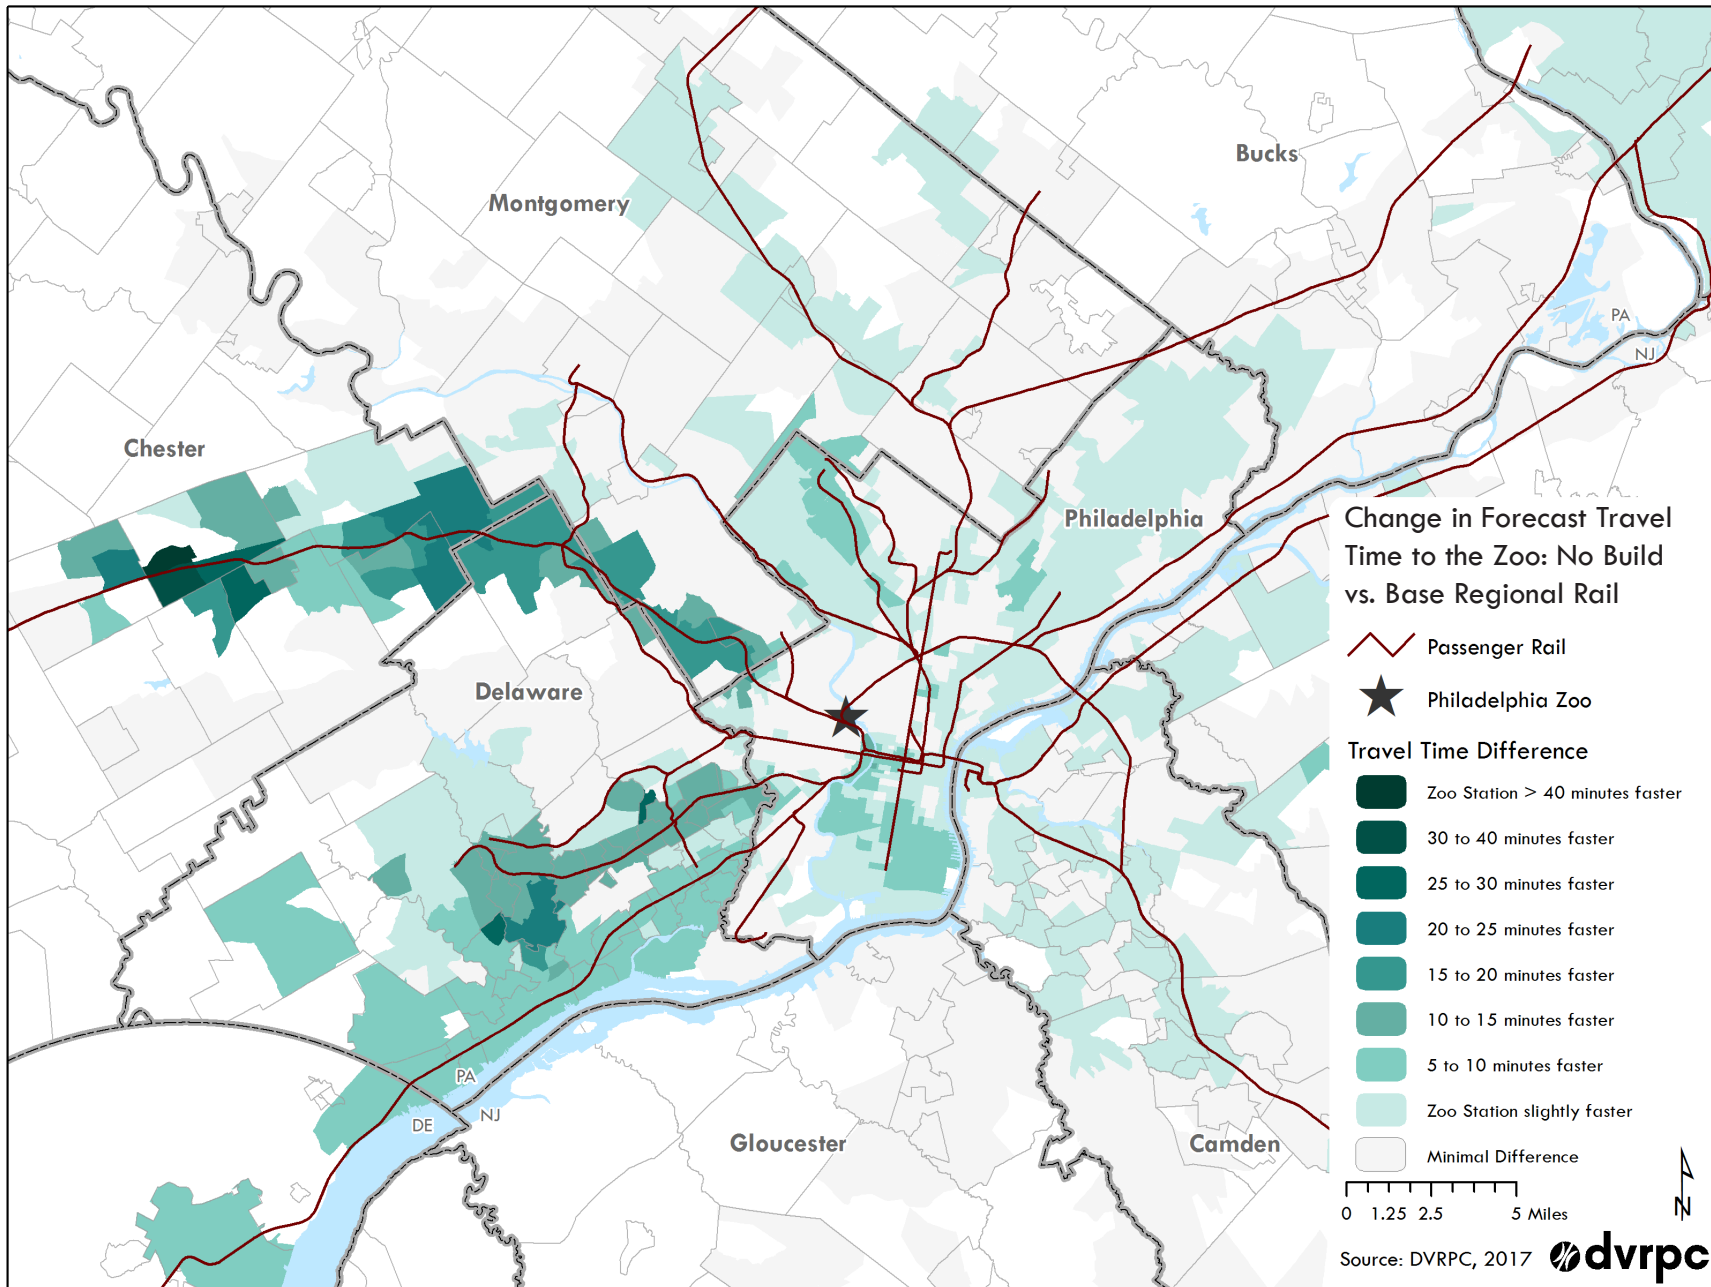 Bucks
Montgomery
PA
NJ
Chester
Philadelphia
Delaware
PA
NJ
DE
Gloucester
Camden
Change in Forecast Travel
Time to the Zoo: No Build
vs. Base Regional Rail
Passenger Rail
Philadelphia Zoo
Travel Time Difference
Zoo Station > 40 minutes faster
30 to 40 minutes faster
25 to 30 minutes faster
20 to 25 minutes faster
15 to 20 minutes faster
10 to 15 minutes faster
5 to 10 minutes faster
Zoo Station slightly faster
Minimal Difference
0 1.25 2.5 5 Miles
N
Source: DVRPC, 2017
dvrpc